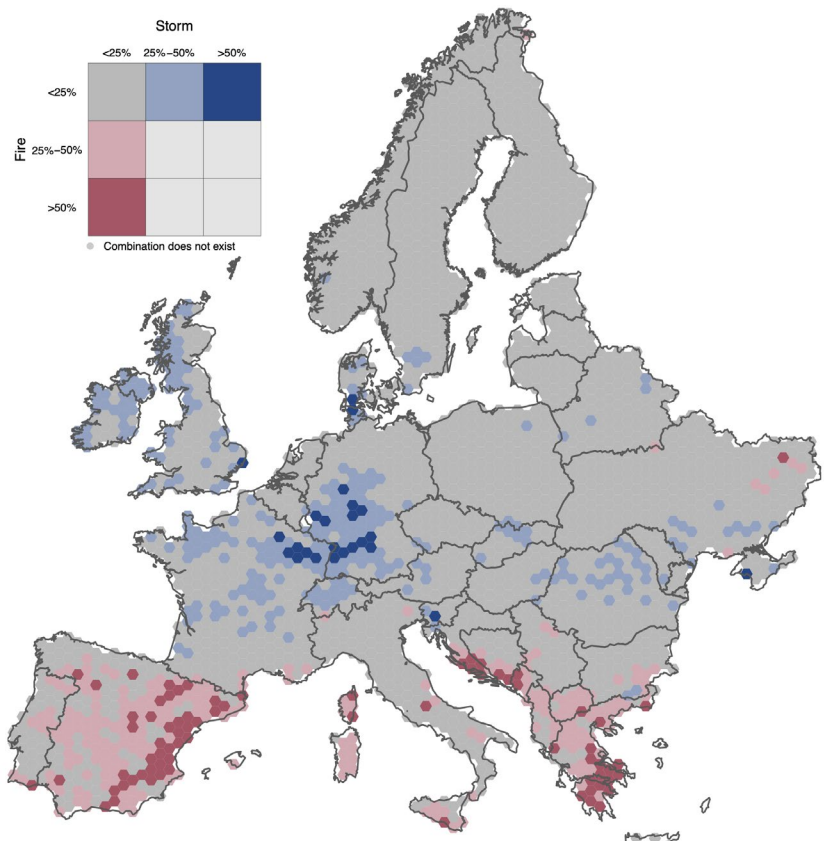 Storm
<25% 25%−50% >50%
<25%
Fire
25%−50%
>50%
Combination does not exist